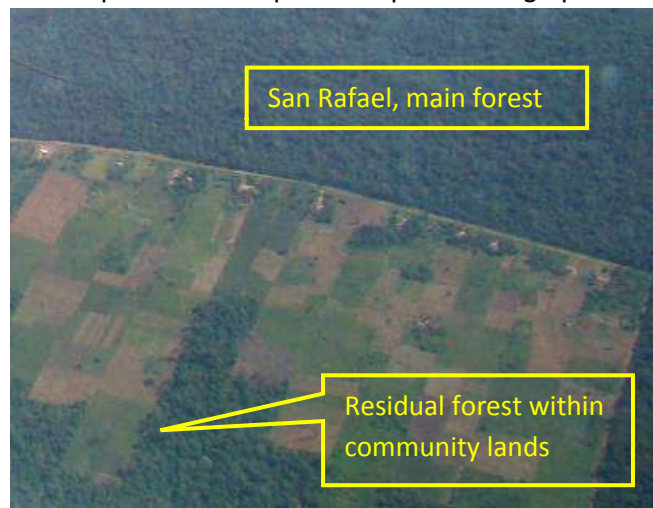 San Rafael, main forest
Residual forest within
community lands